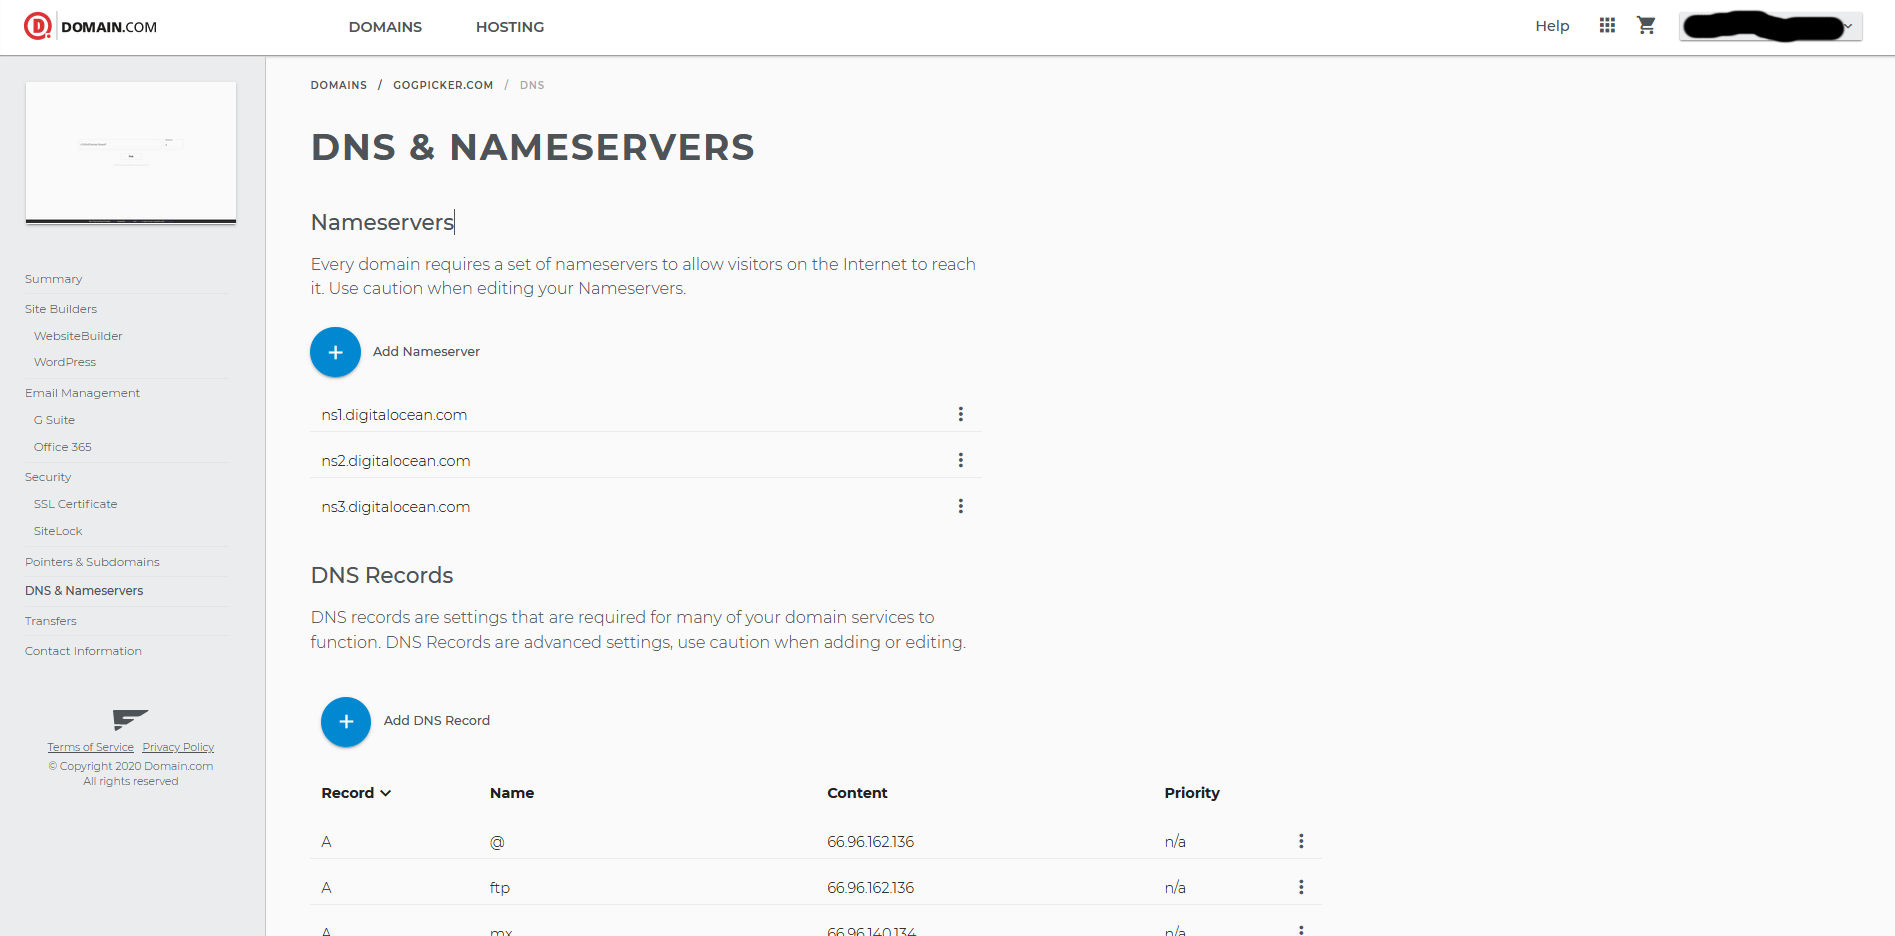 DOMAIN.COM
DOMAINS
HOSTING
Help
DOMAINS / GOGPICKER.COM / DNS
DNS & NAMESERVERS
Nameservers
Every domain requires a set of nameservers to allow visitors on the Internet to reach
it. Use caution when editing your Nameservers.
Add Nameserver
ns1.digitalocean.com
ns2.digitalocean.com
ns3.digitalocean.com
DNS Records
DNS records are settings that are required for many of your domain services to
function. DNS Records are advanced settings, use caution when adding or editing.
Add DNS Record
Record Name Content Priority
A @ 66.96.162.136 n/a
A ftp 66.96.162.136 n/a
A mx 66.96.140.134 n/a
Summary
Site Builders
WebsiteBuilder
WordPress
Email Management
G Suite
Office 365
Security
SSL Certificate
SiteLock
Pointers & Subdomains
DNS & Nameservers
Transfers
Contact Information
Terms of Service Privacy Policy
© Copyright 2020 Domain.com
All rights reserved